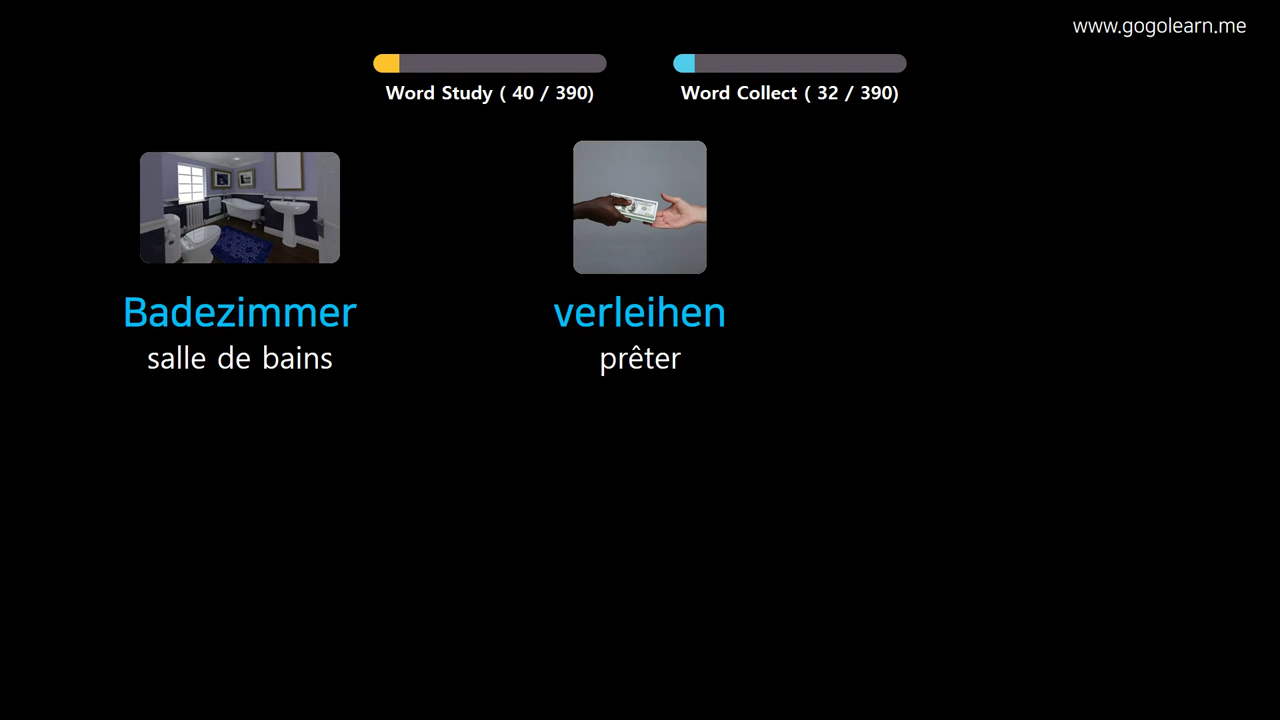 www.gogolearn.me
Word Study ( 40 / 390)
Word Collect ( 32 / 390)
Badezimmer
salle de bains
verleihen
prêter